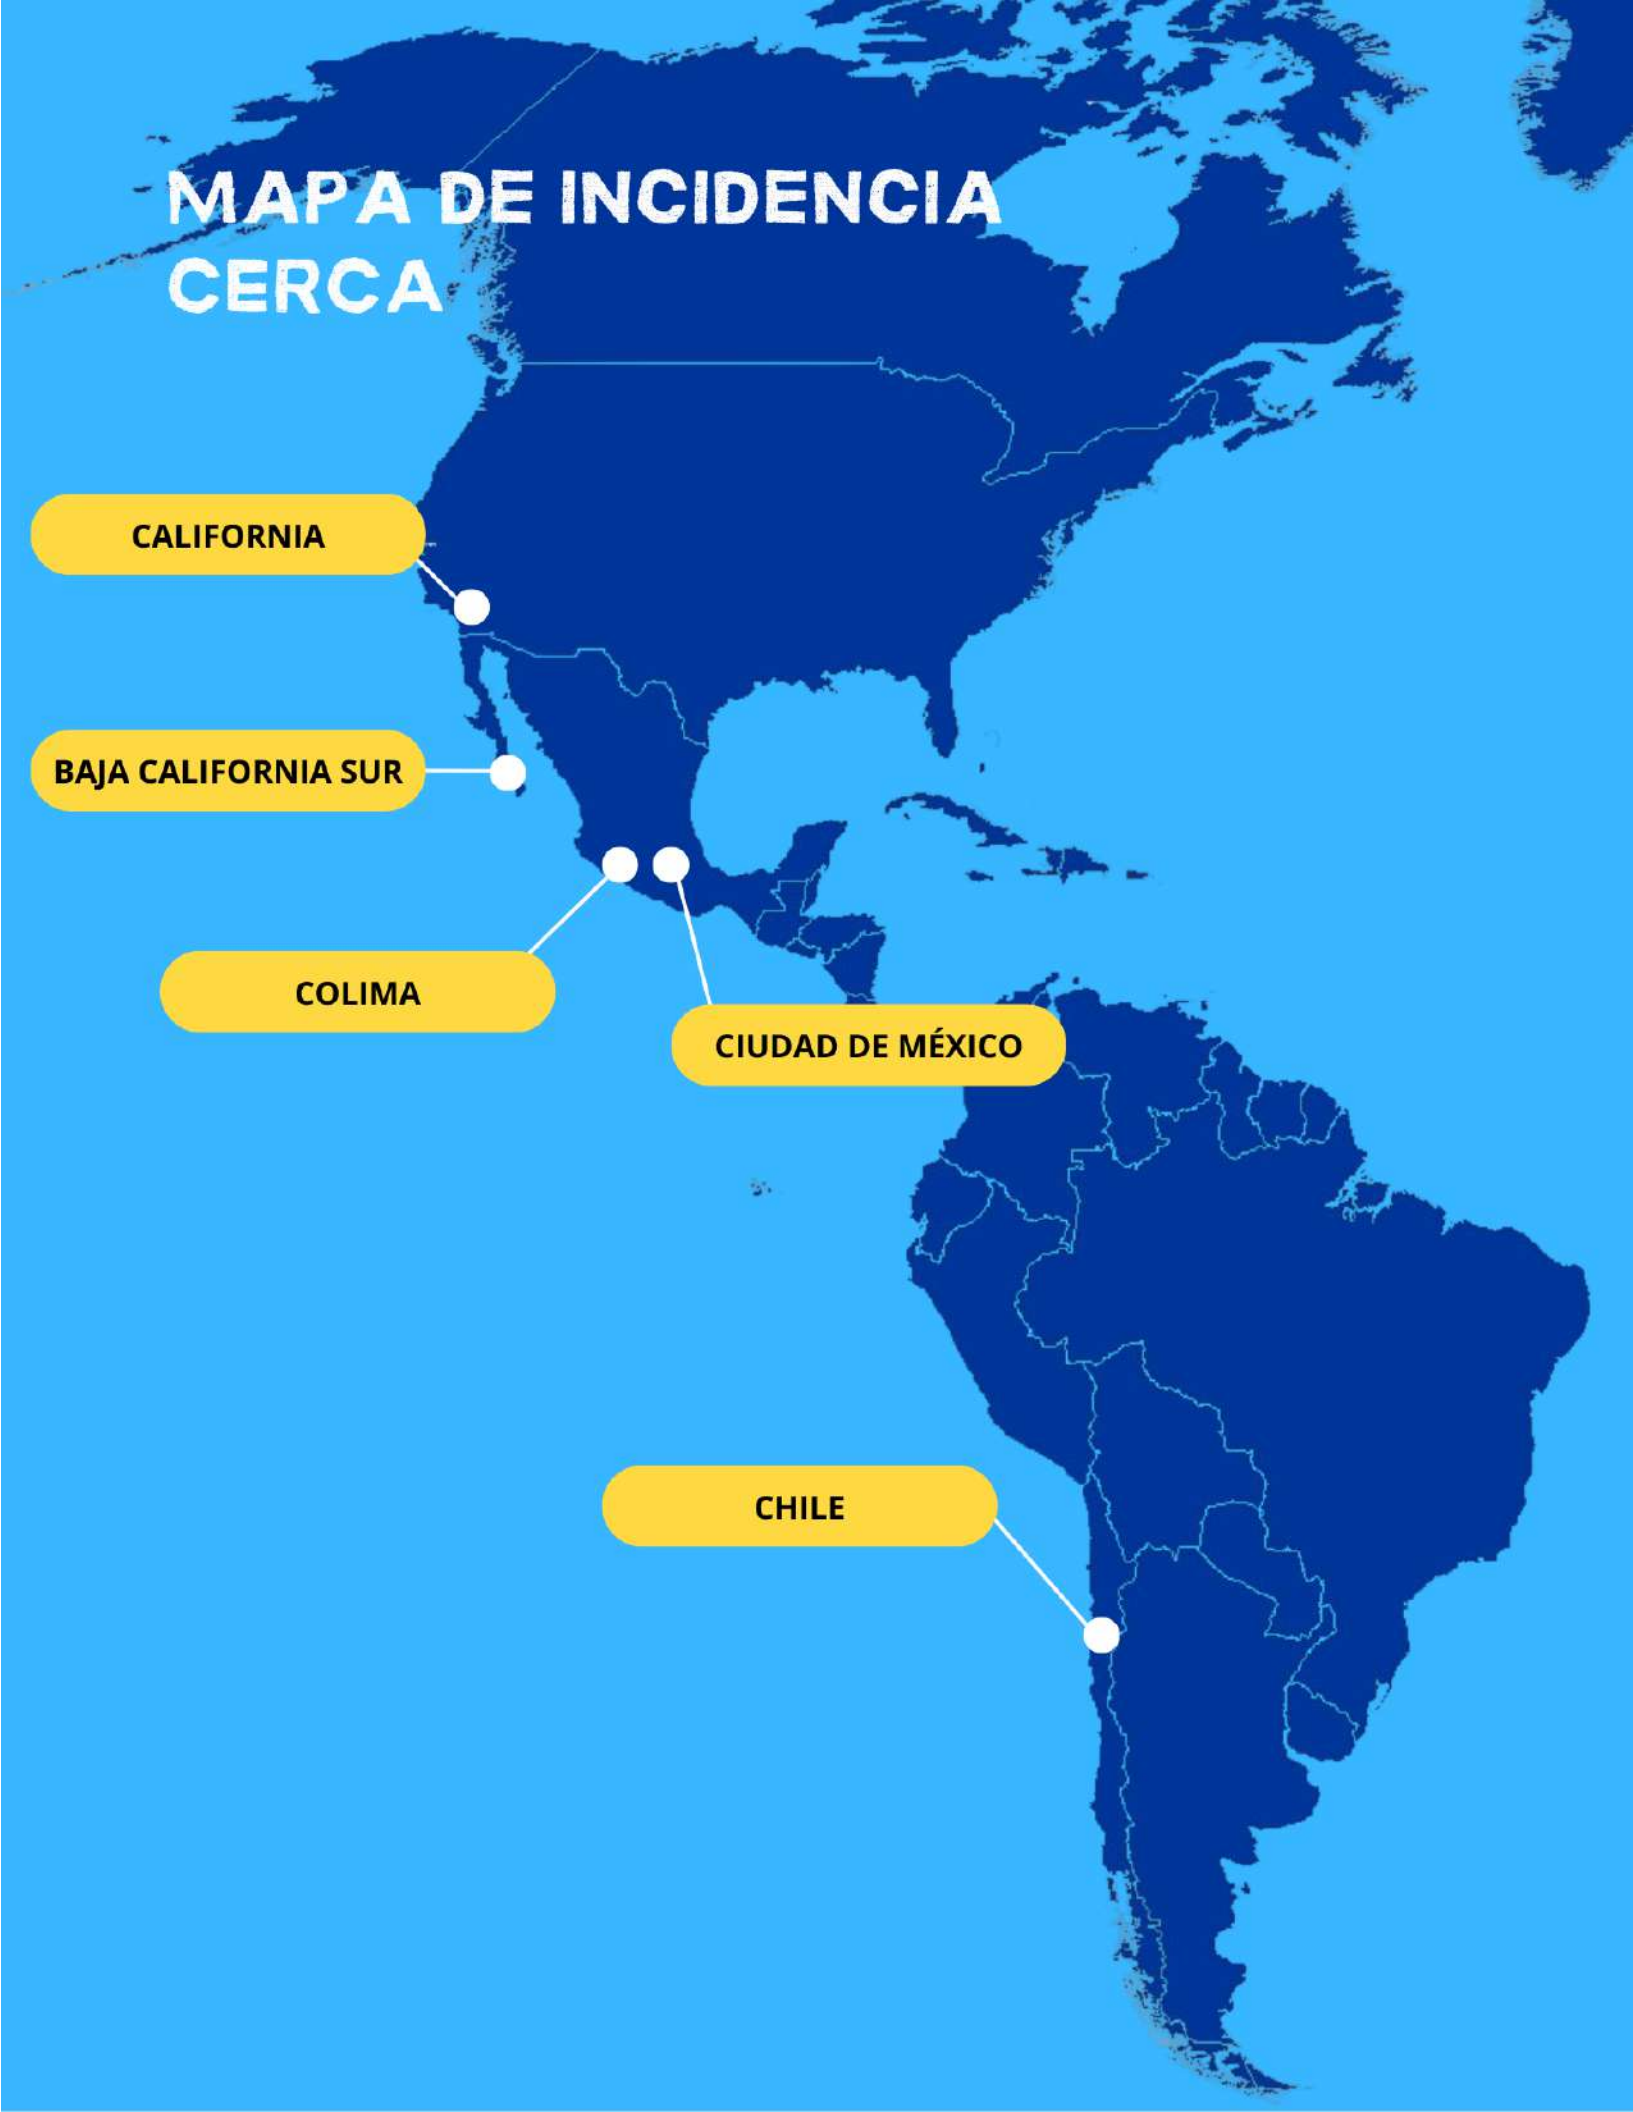 MAPA DE INCIDENCIA
CERCA
CALIFORNIA
BAJA CALIFORNIA SUR
COLIMA
CIUDAD DE MÉXICO
CHILE